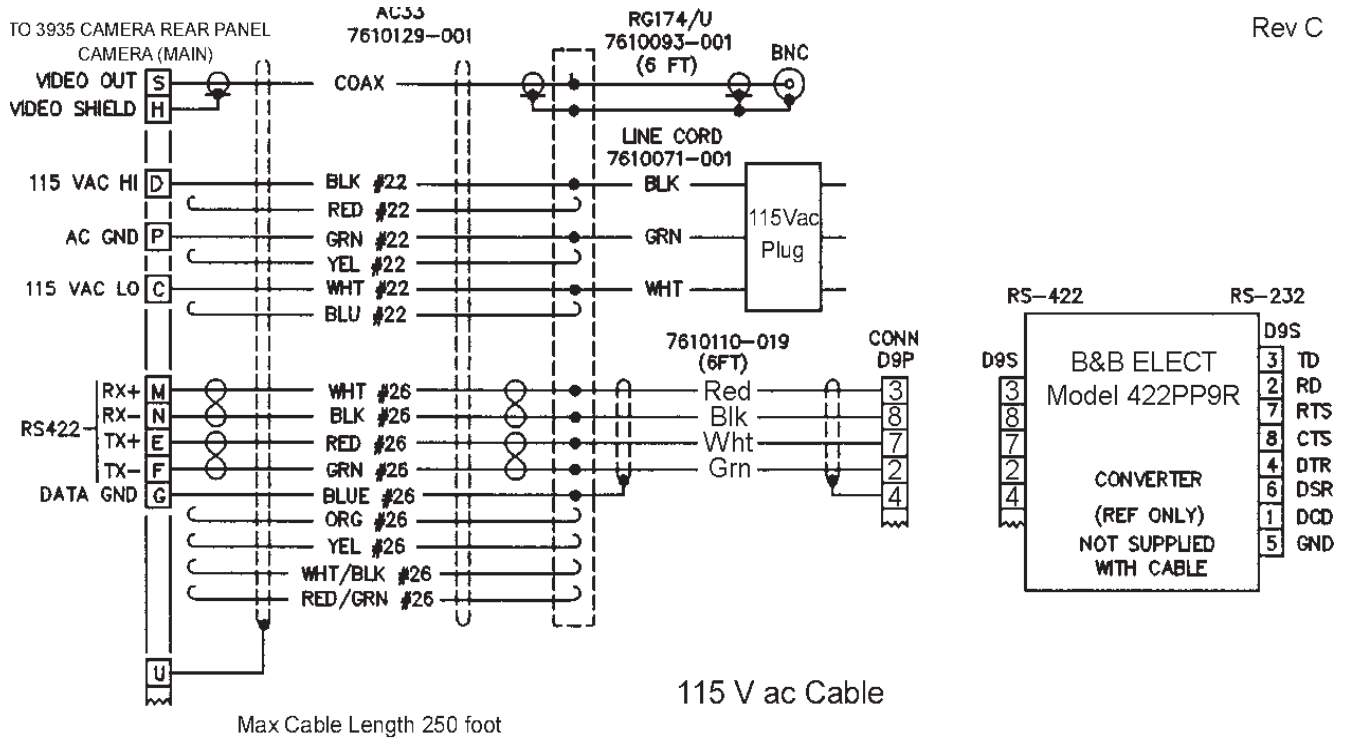 TO 3935 CAMERA REAR PANEL
CAMERA (MAIN)
AC33
7610129-001
RG174/U
7610093-001
(6 FT)
BNC
Rev C
VIDEO OUT S
COAX
1
VIDEO SHIELD H
LINE CORD
7610071-001
115 VAC HI D
BLK #22
BLK
RED #22
115Vac
Plug
AC GND P
GRN #22
GRN
YEL #22
115 VAC LO C
WHT #22
WHT
BLU #22
7610110-019
(6FT)
CONN
D9P
RS422
RX+ M
WHT #26
Red
3
RX- N
BLK #26
Blk
8
TX+ E
RED #26
Wht
7
TX- F
GRN #26
Grn
2
DATA GND G
BLUE #26
4
ORG #26
YEL #26
WHT/BLK #26
RED/GRN #26
U
RS-422
RS-232
D9S
D9S
3
8
7
2
4
B&B ELECT
Model 422PP9R
CONVERTER
(REF ONLY)
NOT SUPPLIED
WITH CABLE
3 TD
2 RD
7 RTS
8 CTS
4 DTR
6 DSR
1 DCD
5 GND
115 V ac Cable
Max Cable Length 250 foot